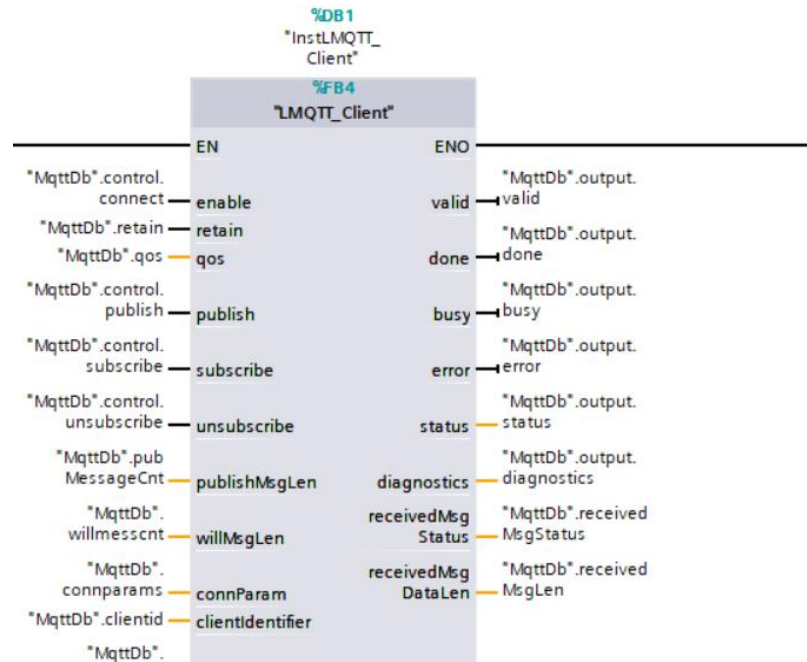 %DB1
"InstLMQTT_
Client"
%FB4
"LMQTT_Client"
EN
ENO
"MqttDb".control.
connect
enable
valid
"MqttDb".output.
valid
"MqttDb".retain
retain
"MqttDb".qos
qos
done
"MqttDb".output.
done
"MqttDb".control.
publish
publish
busy
"MqttDb".output.
busy
"MqttDb".control.
subscribe
subscribe
error
"MqttDb".output.
error
"MqttDb".control.
unsubscribe
unsubscribe
status
"MqttDb".output.
status
"MqttDb".pub
MessageCnt
publishMsgLen
diagnostics
"MqttDb".output.
diagnostics
"MqttDb".
willmesscnt
willMsgLen
receivedMsg
Status
"MqttDb".received
MsgStatus
"MqttDb".
connparams
connParam
receivedMsg
DataLen
"MqttDb".received
MsgLen
"MqttDb".clientid
clientIdentifier
"MqttDb".